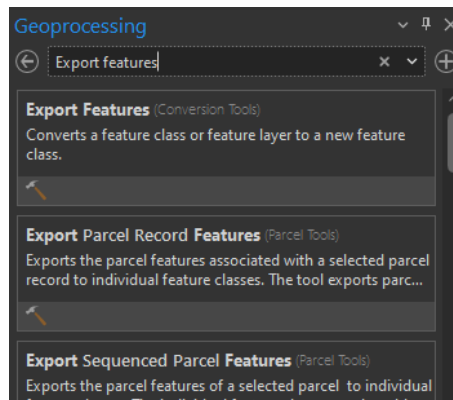 Geoprocessing
Export features
Export Features (Conversion Tools)
Converts a feature class or feature layer to a new feature
class.
Export Parcel Record Features (Parcel Tools)
Exports the parcel features associated with a selected parcel
record to individual feature classes. The tool exports parc...
Export Sequenced Parcel Features (Parcel Tools)
Exports the parcel features of a selected parcel to individual